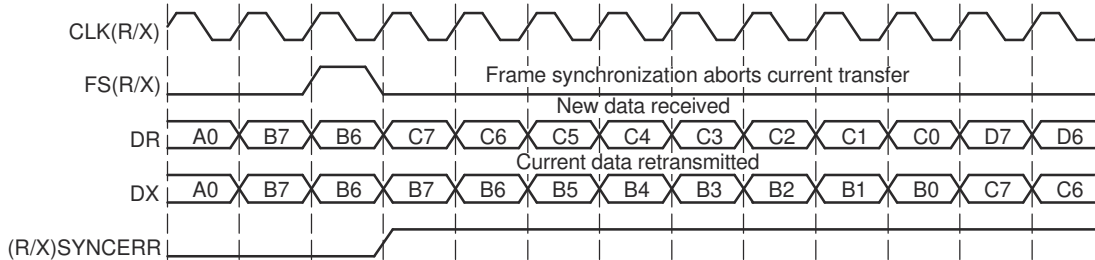 CLK(R/X)
FS(R/X)
Frame synchronization aborts current transfer
New data received
DR A0 B7 B6 C7 C6 C5 C4 C3 C2 C1 C0 D7 D6
Current data retransmitted
DX A0 B7 B6 B7 B6 B5 B4 B3 B2 B1 B0 C7 C6
(R/X)SYNCERR